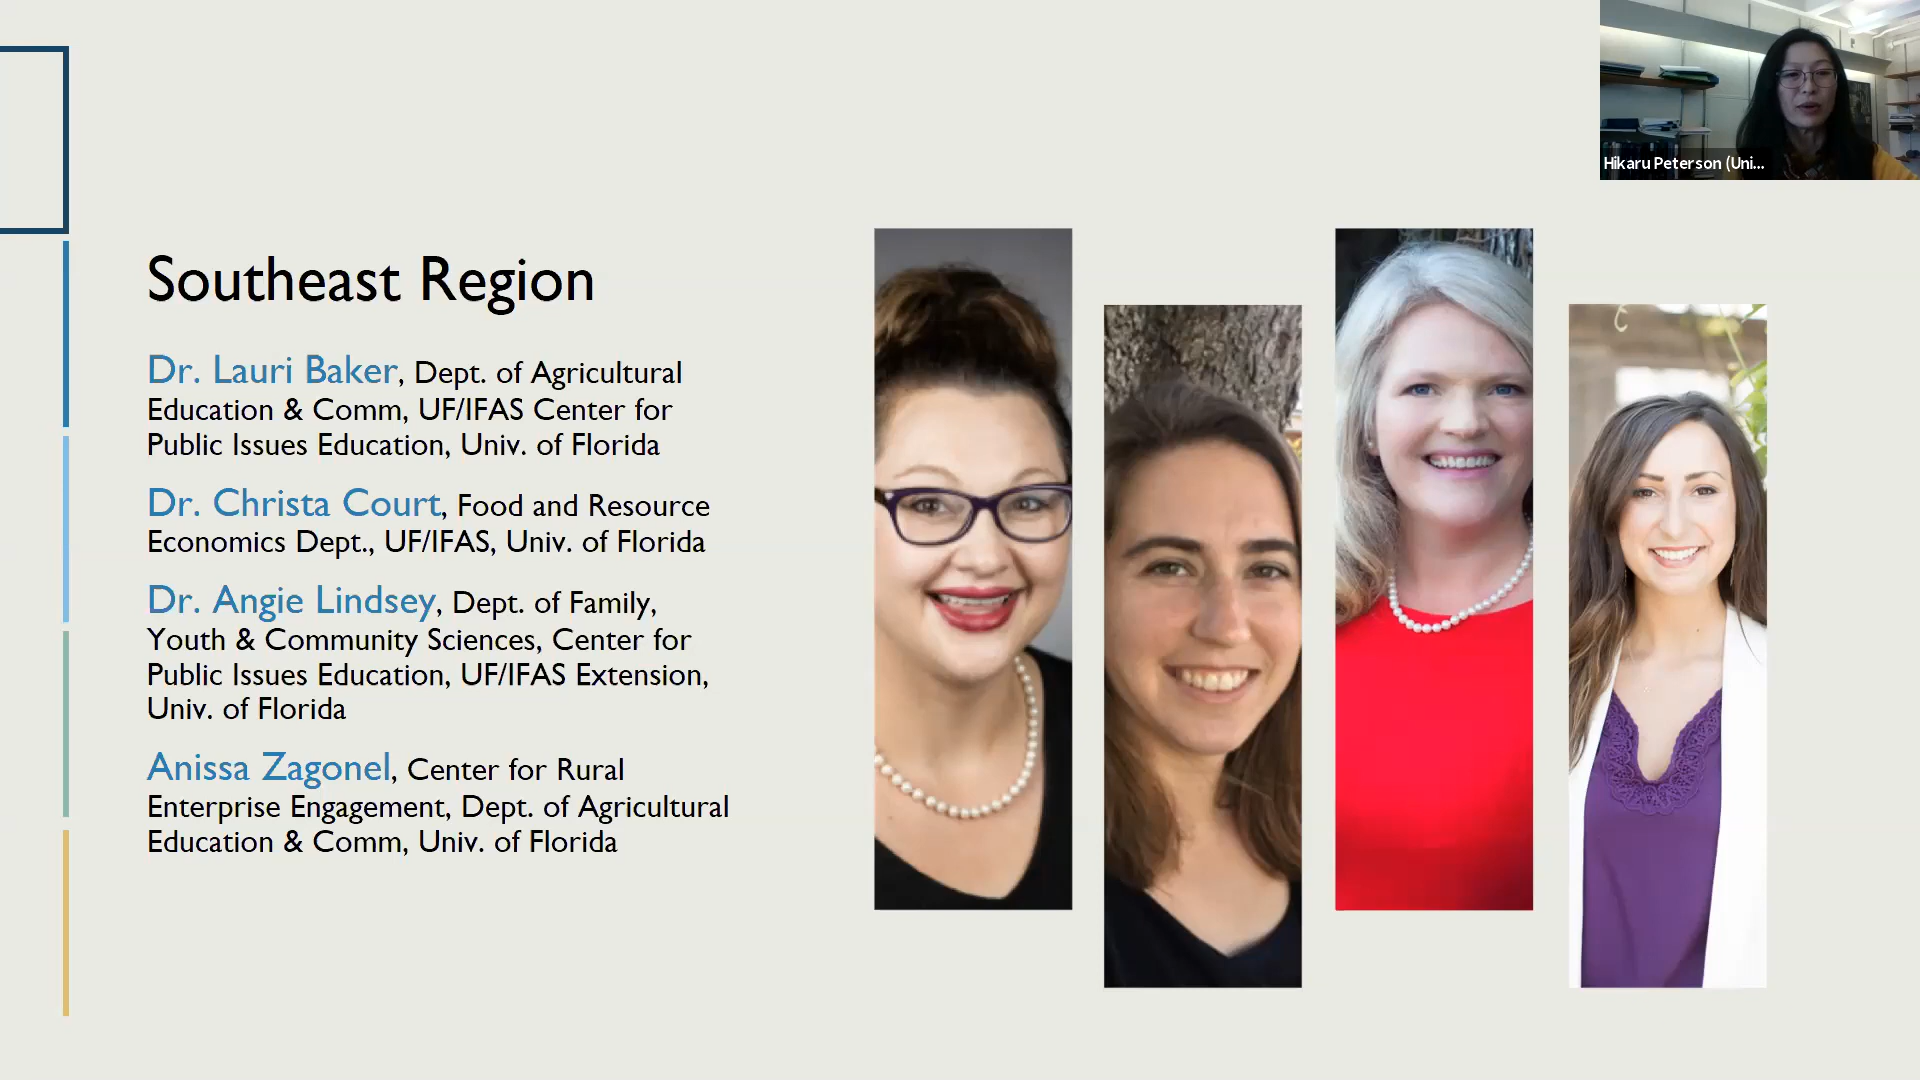 Hikaru Peterson (Uni...
Southeast Region
Dr. Lauri Baker, Dept. of Agricultural
Education & Comm, UF/IFAS Center for
Public Issues Education, Univ. of Florida
Dr. Christa Court, Food and Resource
Economics Dept., UF/IFAS, Univ. of Florida
Dr. Angie Lindsey, Dept. of Family,
Youth & Community Sciences, Center for
Public Issues Education, UF/IFAS Extension,
Univ. of Florida
Anissa Zagonel, Center for Rural
Enterprise Engagement, Dept. of Agricultural
Education & Comm, Univ. of Florida